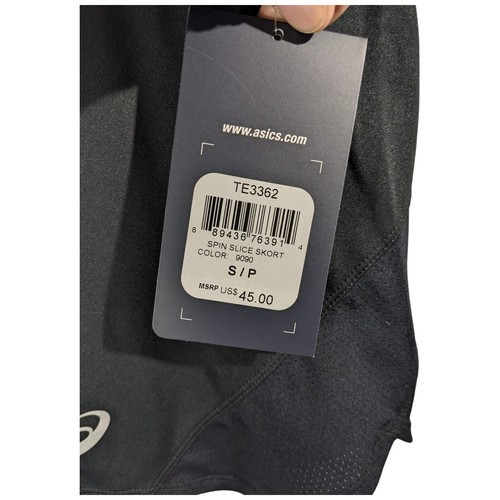 www.asics.com
TE3362
8 89436 76391 4
SPIN SLICE SKORT
COLOR: 9090
S / P
MSRP US$ 45.00